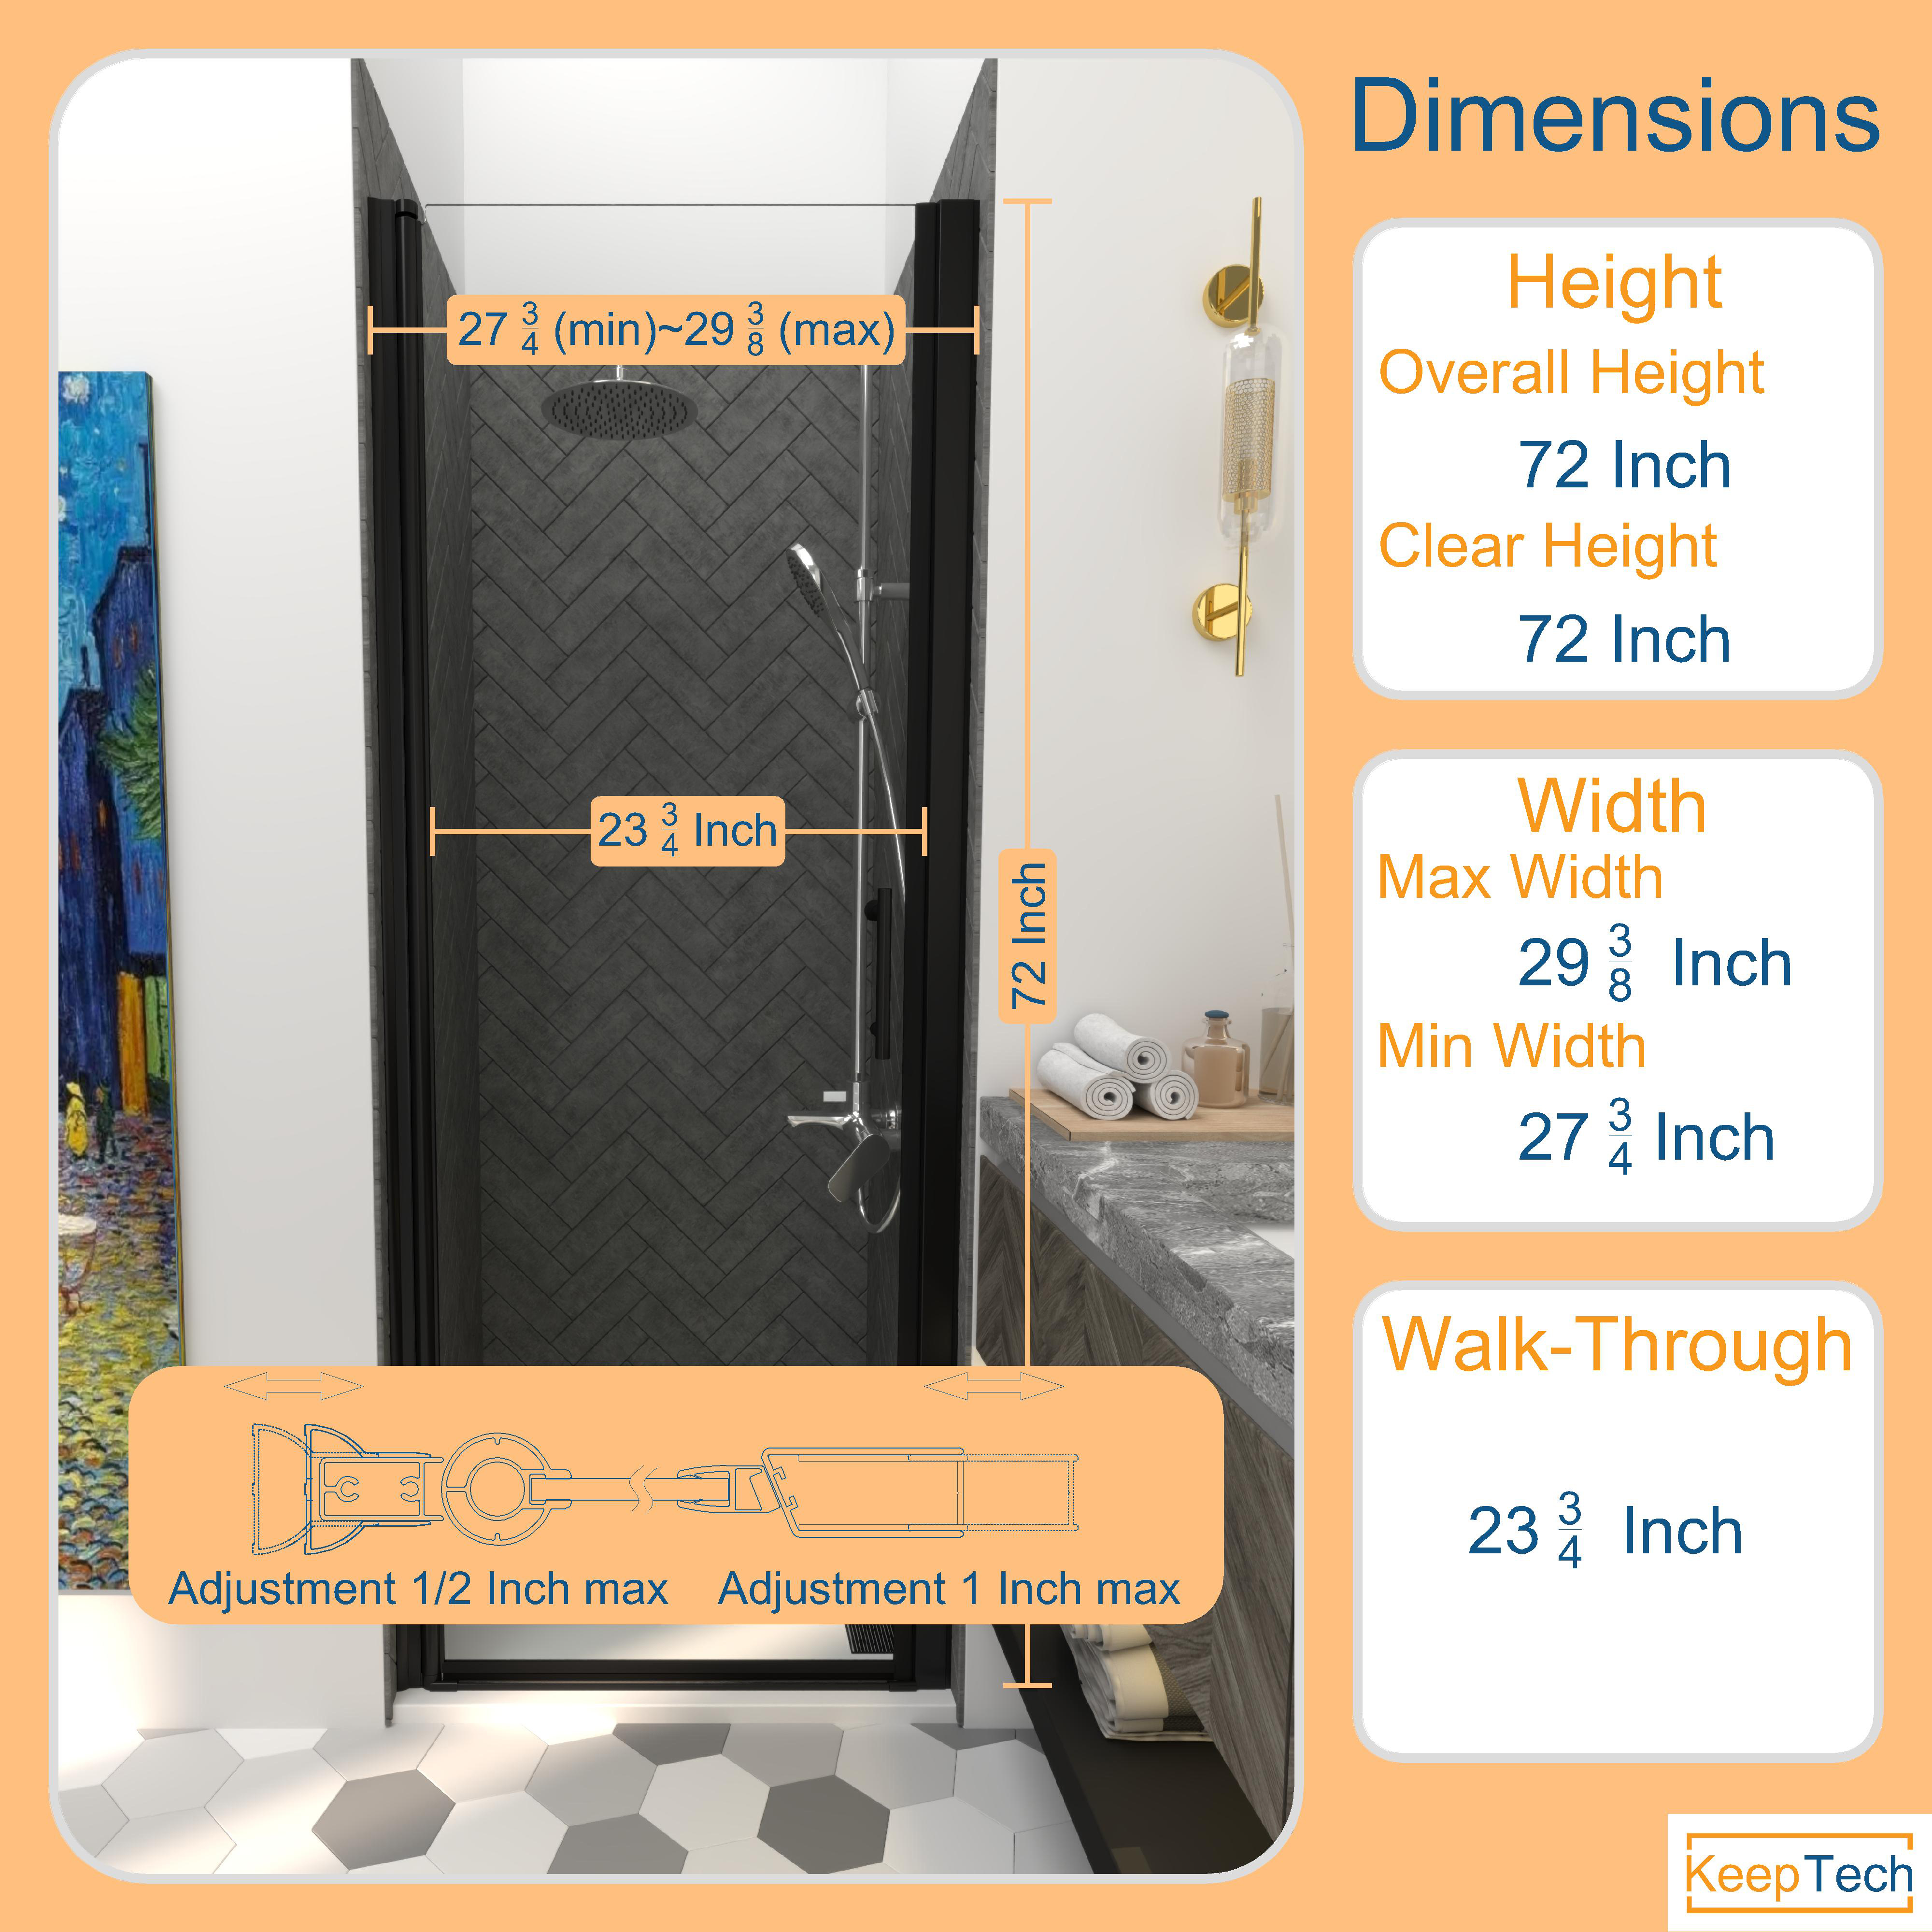 Dimensions
27 3/4 (min)~29 3/8 (max)
23 3/4 Inch
72 Inch
Adjustment 1/2 Inch max
Adjustment 1 Inch max
Height
Overall Height
72 Inch
Clear Height
72 Inch
Width
Max Width
29 3/8 Inch
Min Width
27 3/4 Inch
Walk-Through
23 3/4 Inch
KeepTech